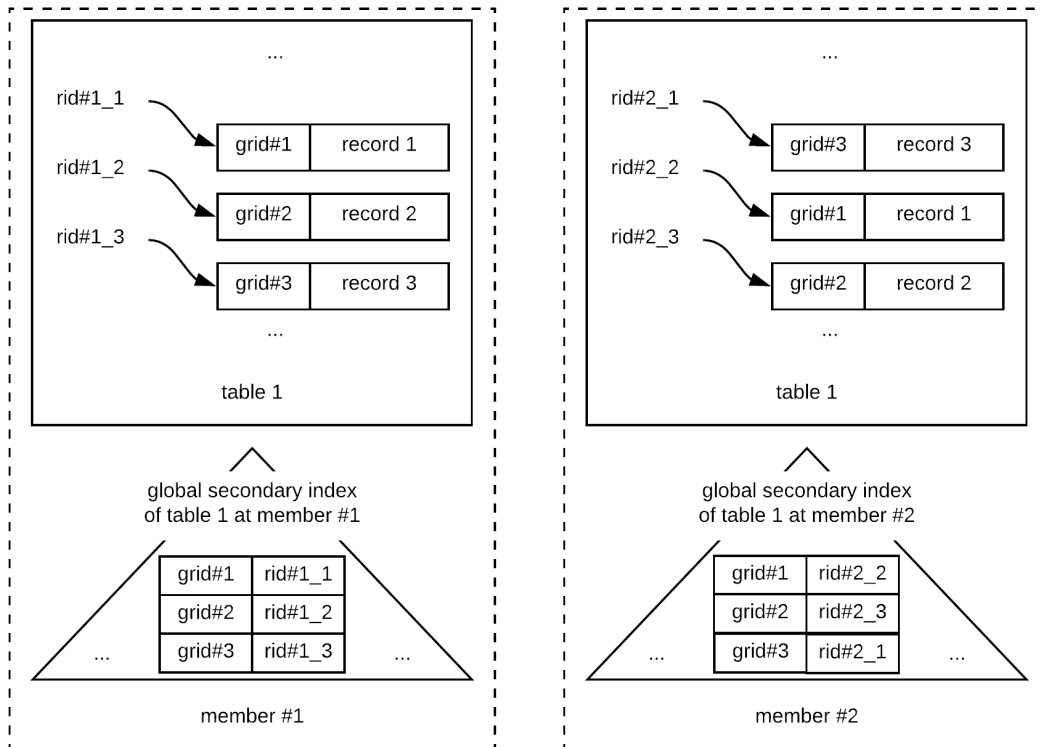 ...
rid#1_1
grid#1 record 1
rid#1_2
grid#2 record 2
rid#1_3
grid#3 record 3
...
table 1
global secondary index
of table 1 at member #1
grid#1 rid#1_1
grid#2 rid#1_2
grid#3 rid#1_3
... ...
member #1
...
rid#2_1
grid#3 record 3
rid#2_2
grid#1 record 1
rid#2_3
grid#2 record 2
...
table 1
global secondary index
of table 1 at member #2
grid#1 rid#2_2
grid#2 rid#2_3
grid#3 rid#2_1
... ...
member #2